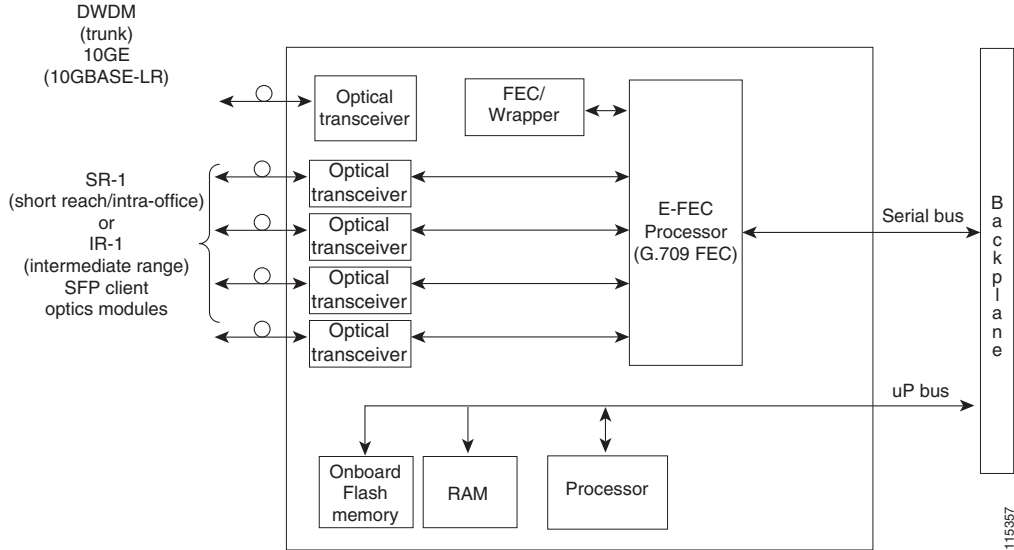 DWDM
(trunk)
10GE
(10GBASE-LR)
Optical
transceiver
FEC/
Wrapper
SR-1
(short reach/intra-office)
or
IR-1
(intermediate range)
SFP client
optics modules
Optical
transceiver
Optical
transceiver
Optical
transceiver
Optical
transceiver
E-FEC
Processor
(G.709 FEC)
Serial bus
Backplane
uP bus
Onboard
Flash
memory
RAM
Processor
115357